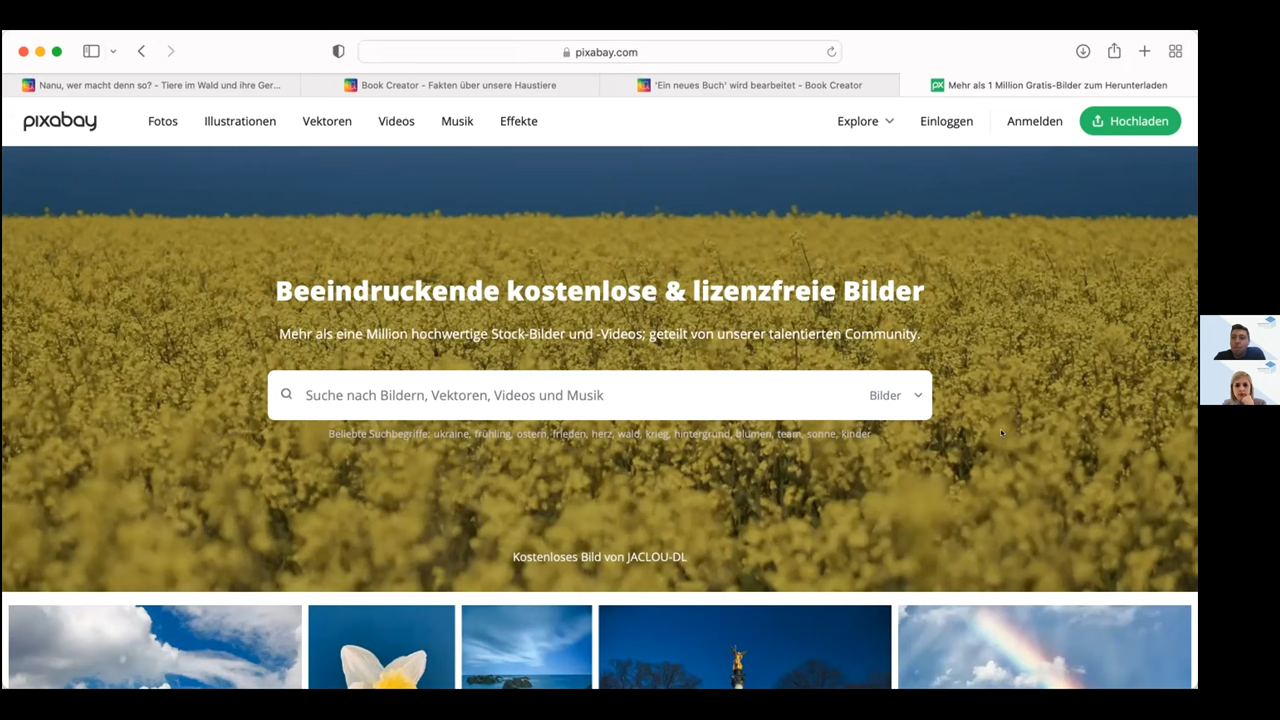 pixabay.com
Nanu, wer macht denn so? - Tiere im Wald und ihre Ger...
Book Creator - Fakten über unsere Haustiere
'Ein neues Buch' wird bearbeitet - Book Creator
px
Mehr als 1 Million Gratis-Bilder zum Herunterladen
pixabay
Fotos
Illustrationen
Vektoren
Videos
Musik
Effekte
Explore
Einloggen
Anmelden
Hochladen
Beeindruckende kostenlose & lizenzfreie Bilder
Mehr als eine Million hochwertige Stock-Bilder und -Videos; geteilt von unserer talentierten Community.
Suche nach Bildern, Vektoren, Videos und Musik
Bilder
Beliebte Suchbegriffe: ukraine, frühling, ostern, frieden, herz, wald, krieg, hintergrund, blumen, team, sonne, kinder
Kostenloses Bild von JACLOU-DL